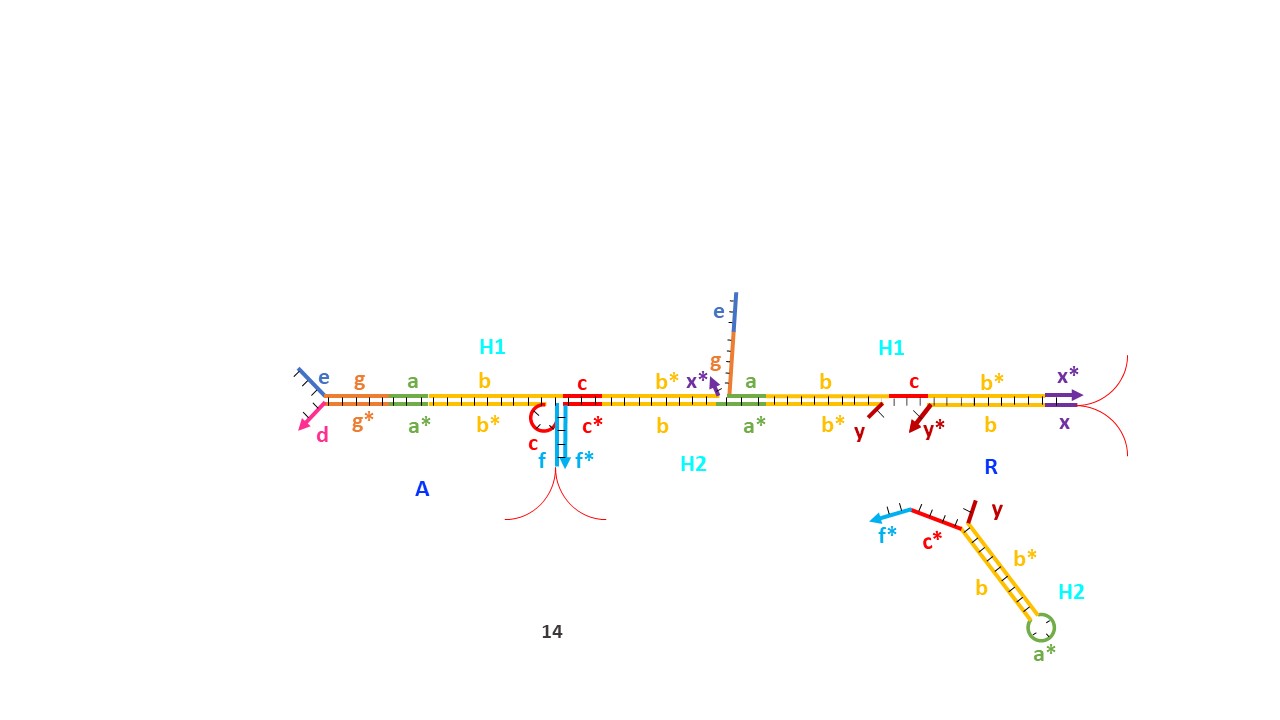 e
H1 H1
g
e g a b c b* x* a b c b* x*
d g* a* b* c c* b a* b* y y* b x
f f* H2
A R
y
f* c*
b*
b H2
14
a*